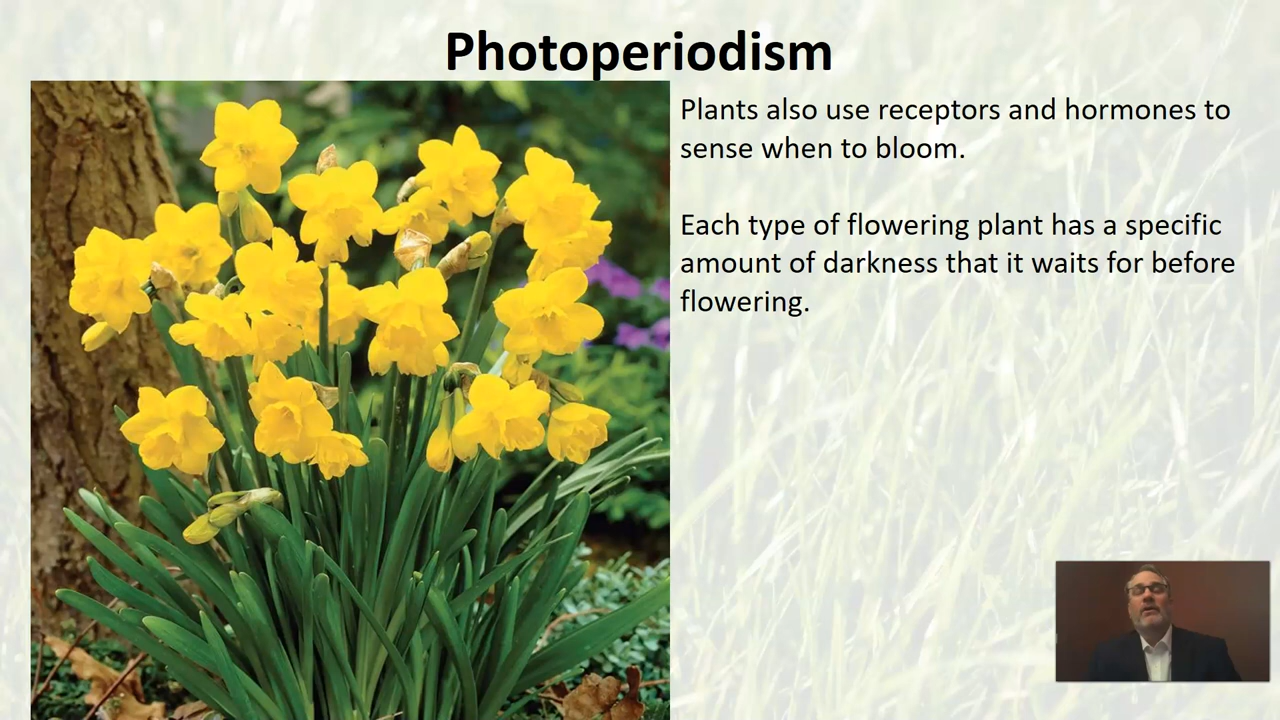 Photoperiodism
Plants also use receptors and hormones to
sense when to bloom.
Each type of flowering plant has a specific
amount of darkness that it waits for before
flowering.